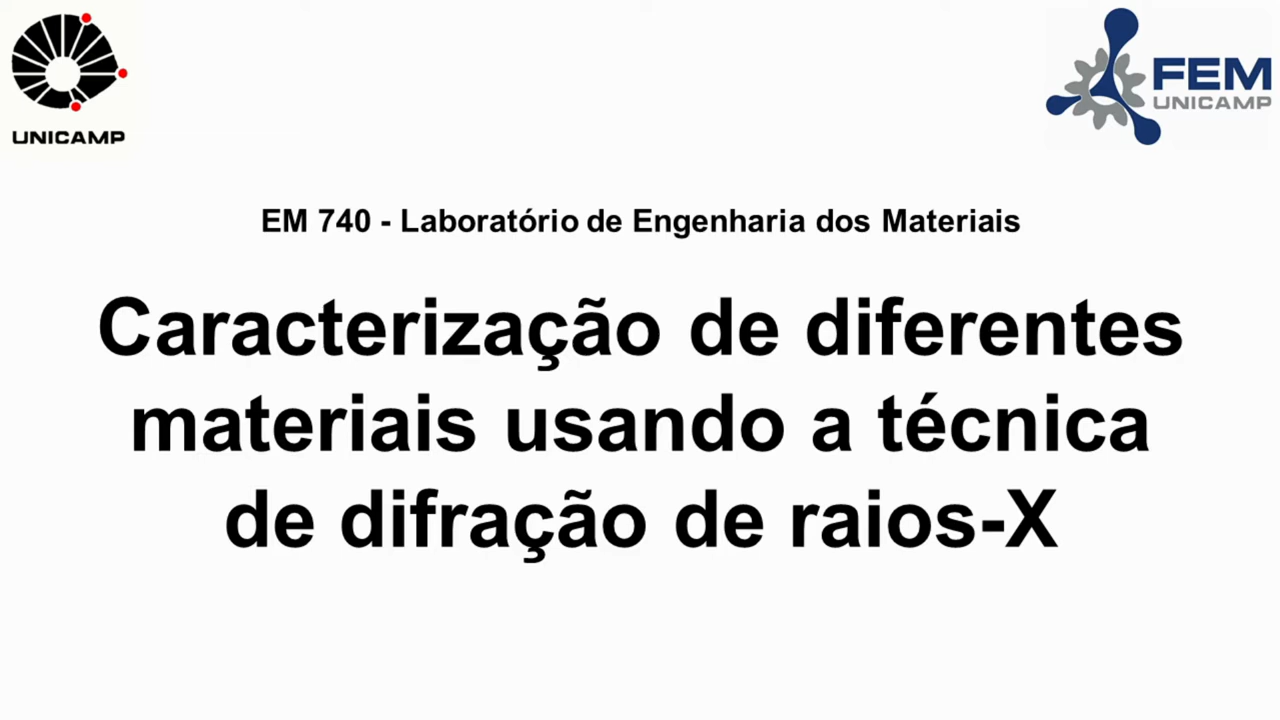 UNICAMP
FEM
UNICAMP
EM 740 - Laboratório de Engenharia dos Materiais
Caracterização de diferentes
materiais usando a técnica
de difração de raios-X